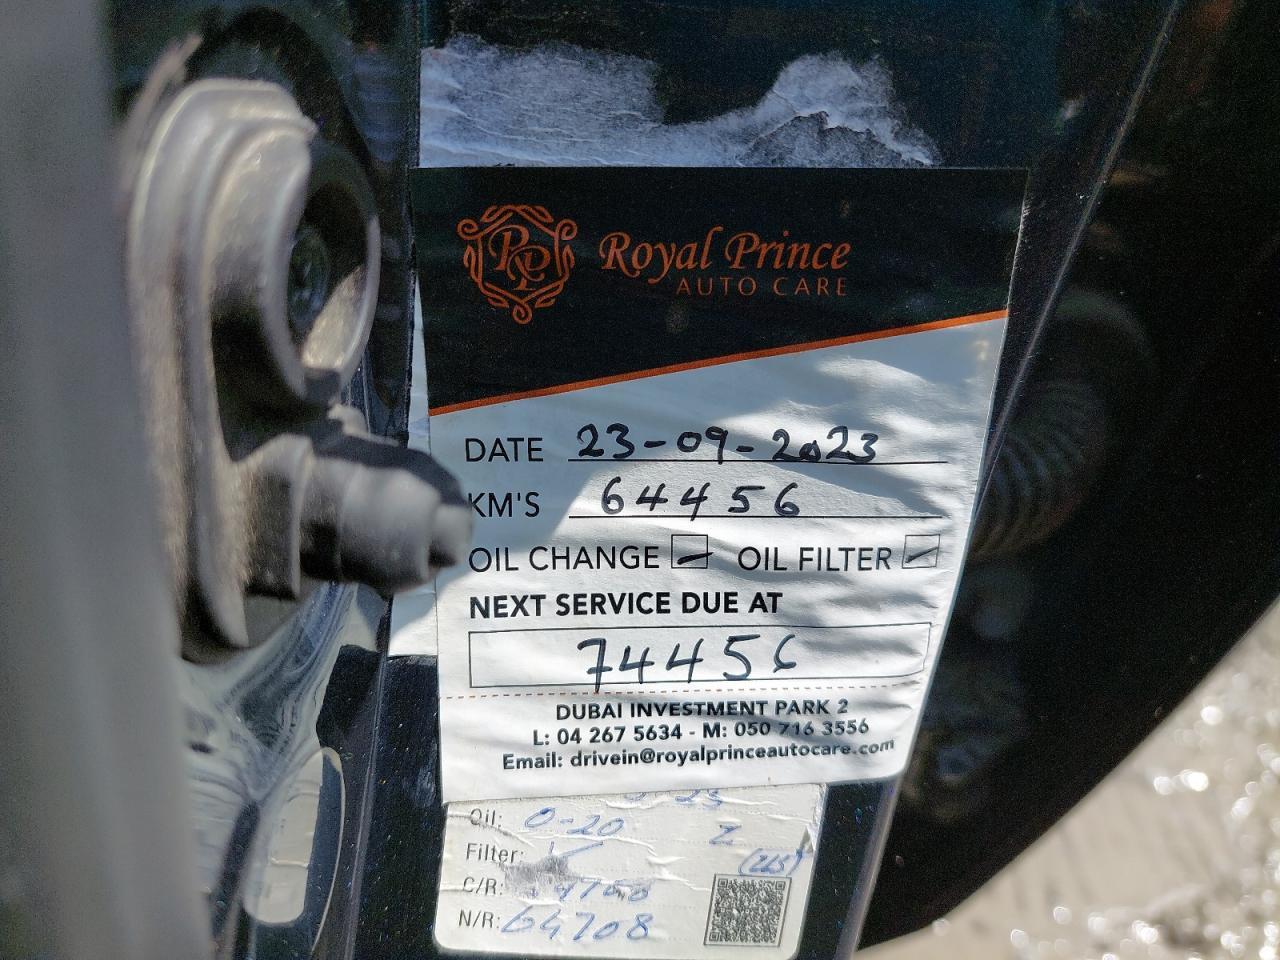 Royal Prince
AUTO CARE
DATE 23-09-2023
KM'S 64456
OIL CHANGE OIL FILTER
NEXT SERVICE DUE AT
74456
DUBAI INVESTMENT PARK 2
L: 04 267 5634 - M: 050 716 3556
Email: drivein@royalprinceautocare.com
Oil: 0-20
Filter:
C/R:
N/R: 64708